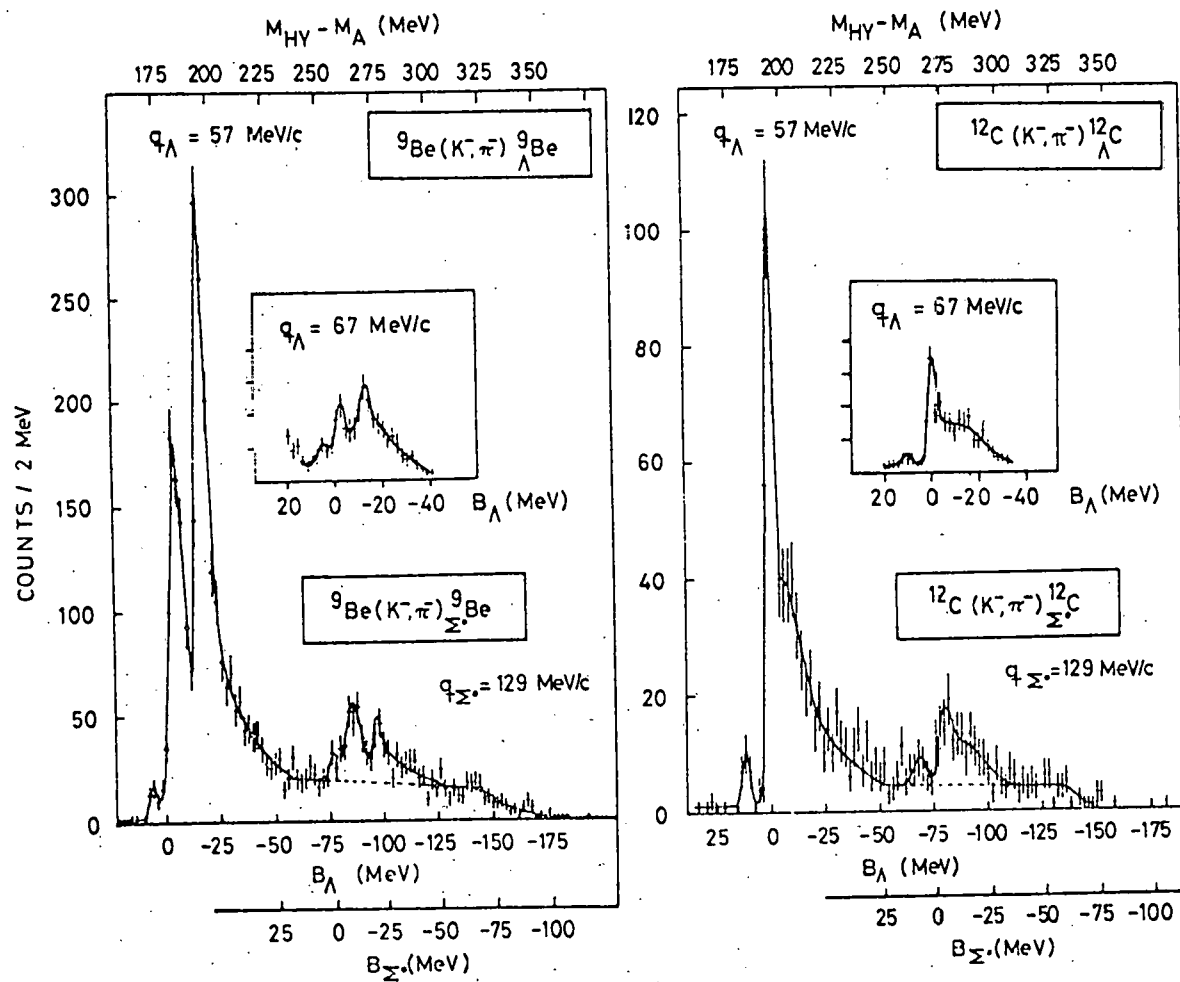 M_HY – M_A (MeV)
175 200 225 250 275 300 325 350
q_Λ = 57 MeV/c
⁹Be (K⁻, π⁻) ⁹_ΛBe
COUNTS / 2 MeV
300
250
200
150
100
50
0
q_Λ = 67 MeV/c
20 0 -20 -40 B_Λ (MeV)
⁹Be(K⁻, π⁻) ⁹_Σ°Be
q_Σ° = 129 MeV/c
0 -25 -50 -75 -100 -125 -150 -175
B_Λ (MeV)
25 0 -25 -50 -75 -100
B_Σ° (MeV)
M_HY – M_A (MeV)
175 200 225 250 275 300 325 350
q_Λ = 57 MeV/c
¹²C (K⁻, π⁻) ¹²_ΛC
120
100
80
60
40
20
0
q_Λ = 67 MeV/c
20 0 -20 -40 B_Λ (MeV)
¹²C (K⁻, π⁻) ¹²_Σ°C
q_Σ° = 129 MeV/c
25 0 -25 -50 -75 -100 -125 -150 -175
B_Λ (MeV)
25 0 -25 -50 -75 -100
B_Σ° (MeV)